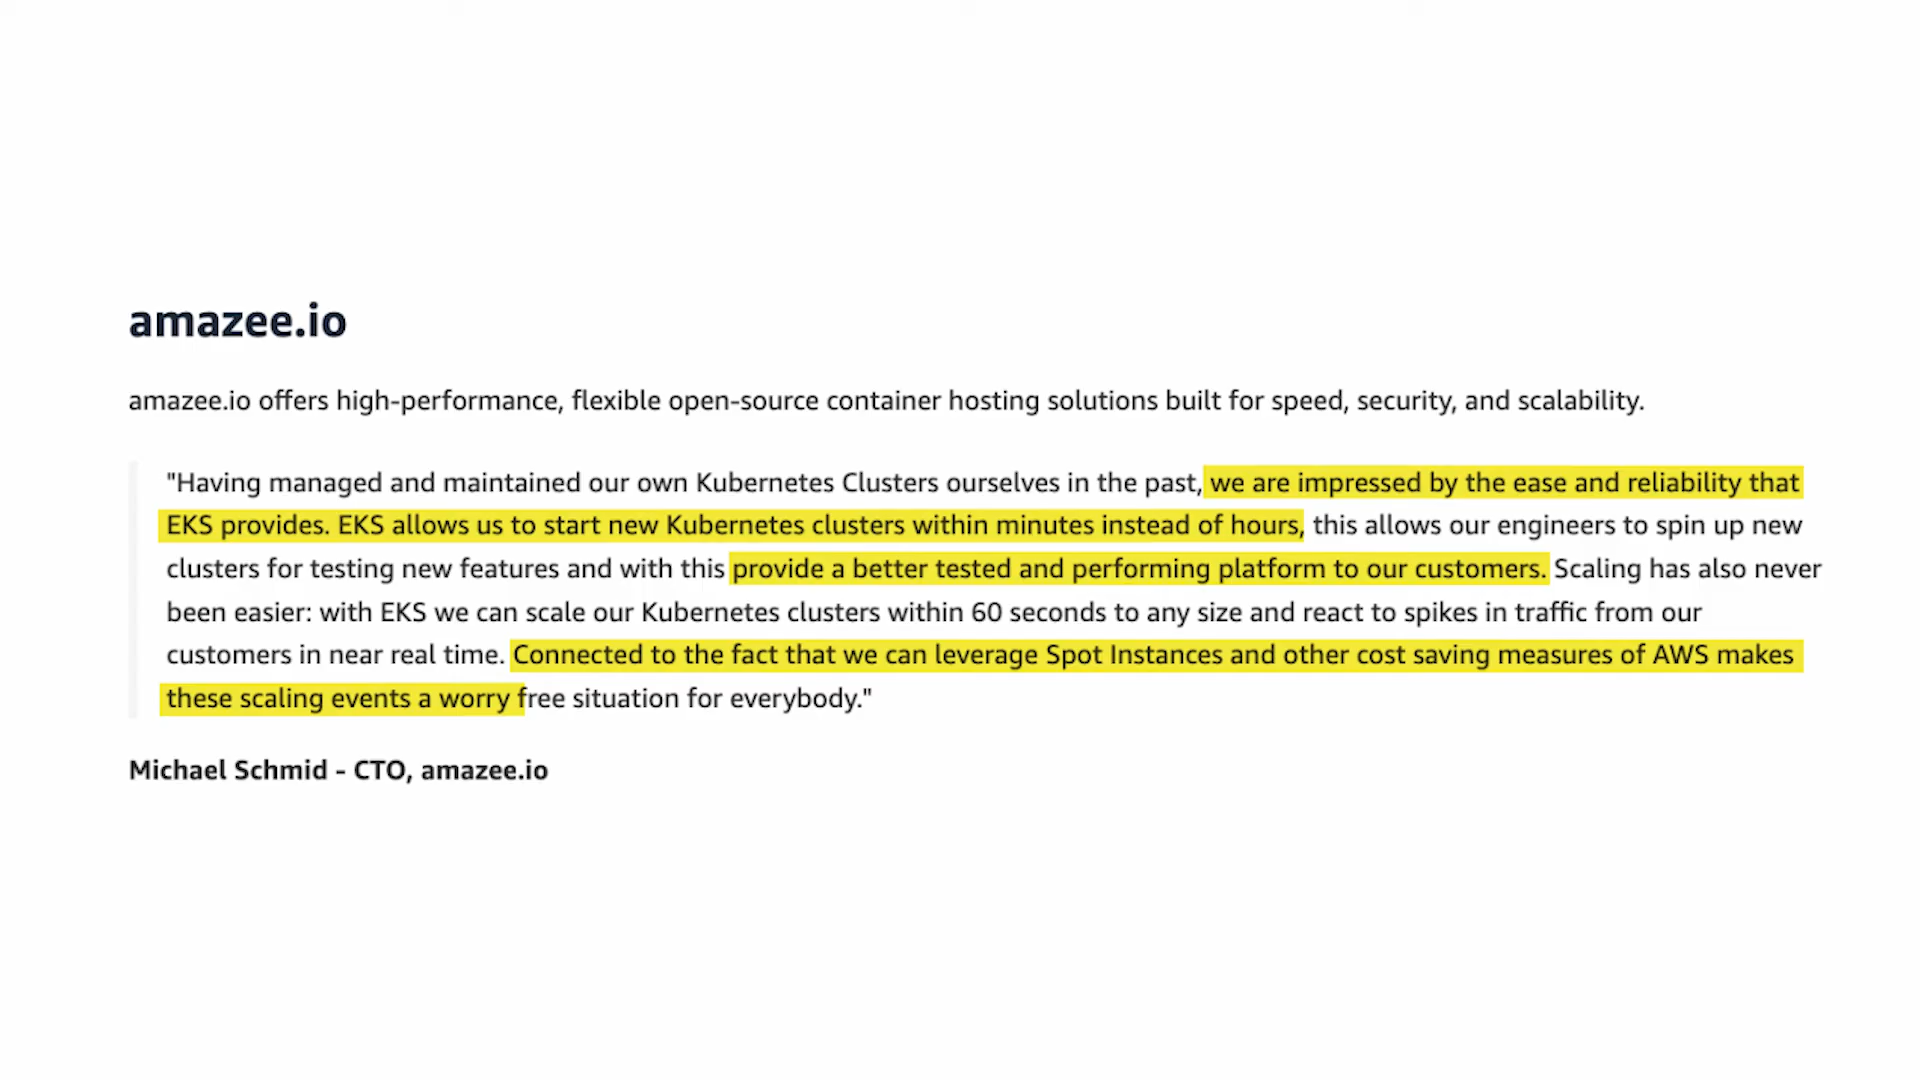 amazee.io
amazee.io offers high-performance, flexible open-source container hosting solutions built for speed, security, and scalability.
"Having managed and maintained our own Kubernetes Clusters ourselves in the past, we are impressed by the ease and reliability that
EKS provides. EKS allows us to start new Kubernetes clusters within minutes instead of hours, this allows our engineers to spin up new
clusters for testing new features and with this provide a better tested and performing platform to our customers. Scaling has also never
been easier: with EKS we can scale our Kubernetes clusters within 60 seconds to any size and react to spikes in traffic from our
customers in near real time. Connected to the fact that we can leverage Spot Instances and other cost saving measures of AWS makes
these scaling events a worry free situation for everybody."
Michael Schmid - CTO, amazee.io